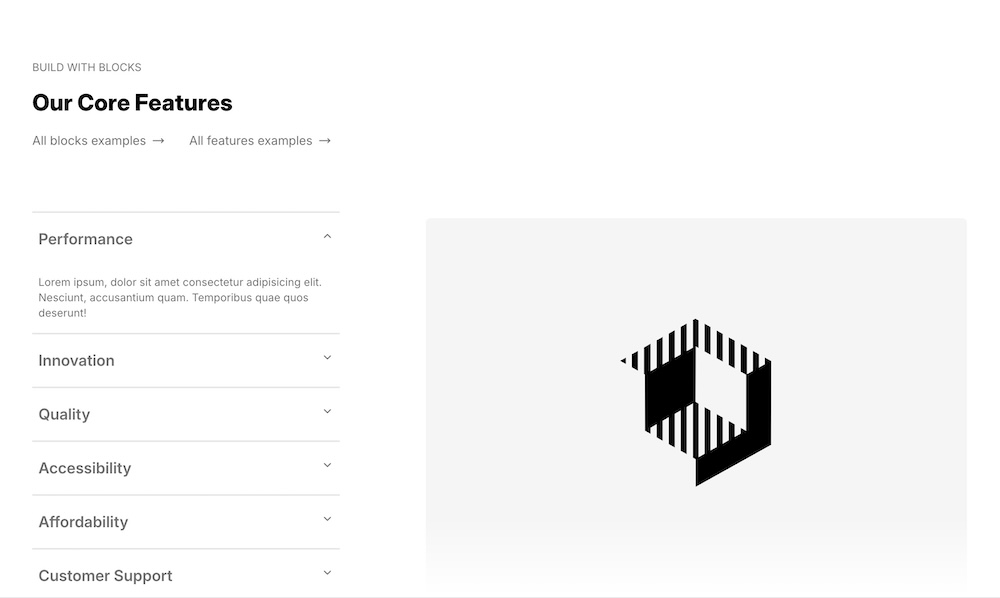 BUILD WITH BLOCKS
Our Core Features
All blocks examples →
All features examples →
Performance
Lorem ipsum, dolor sit amet consectetur adipisicing elit.
Nesciunt, accusantium quam. Temporibus quae quos
deserunt!
Innovation
Quality
Accessibility
Affordability
Customer Support